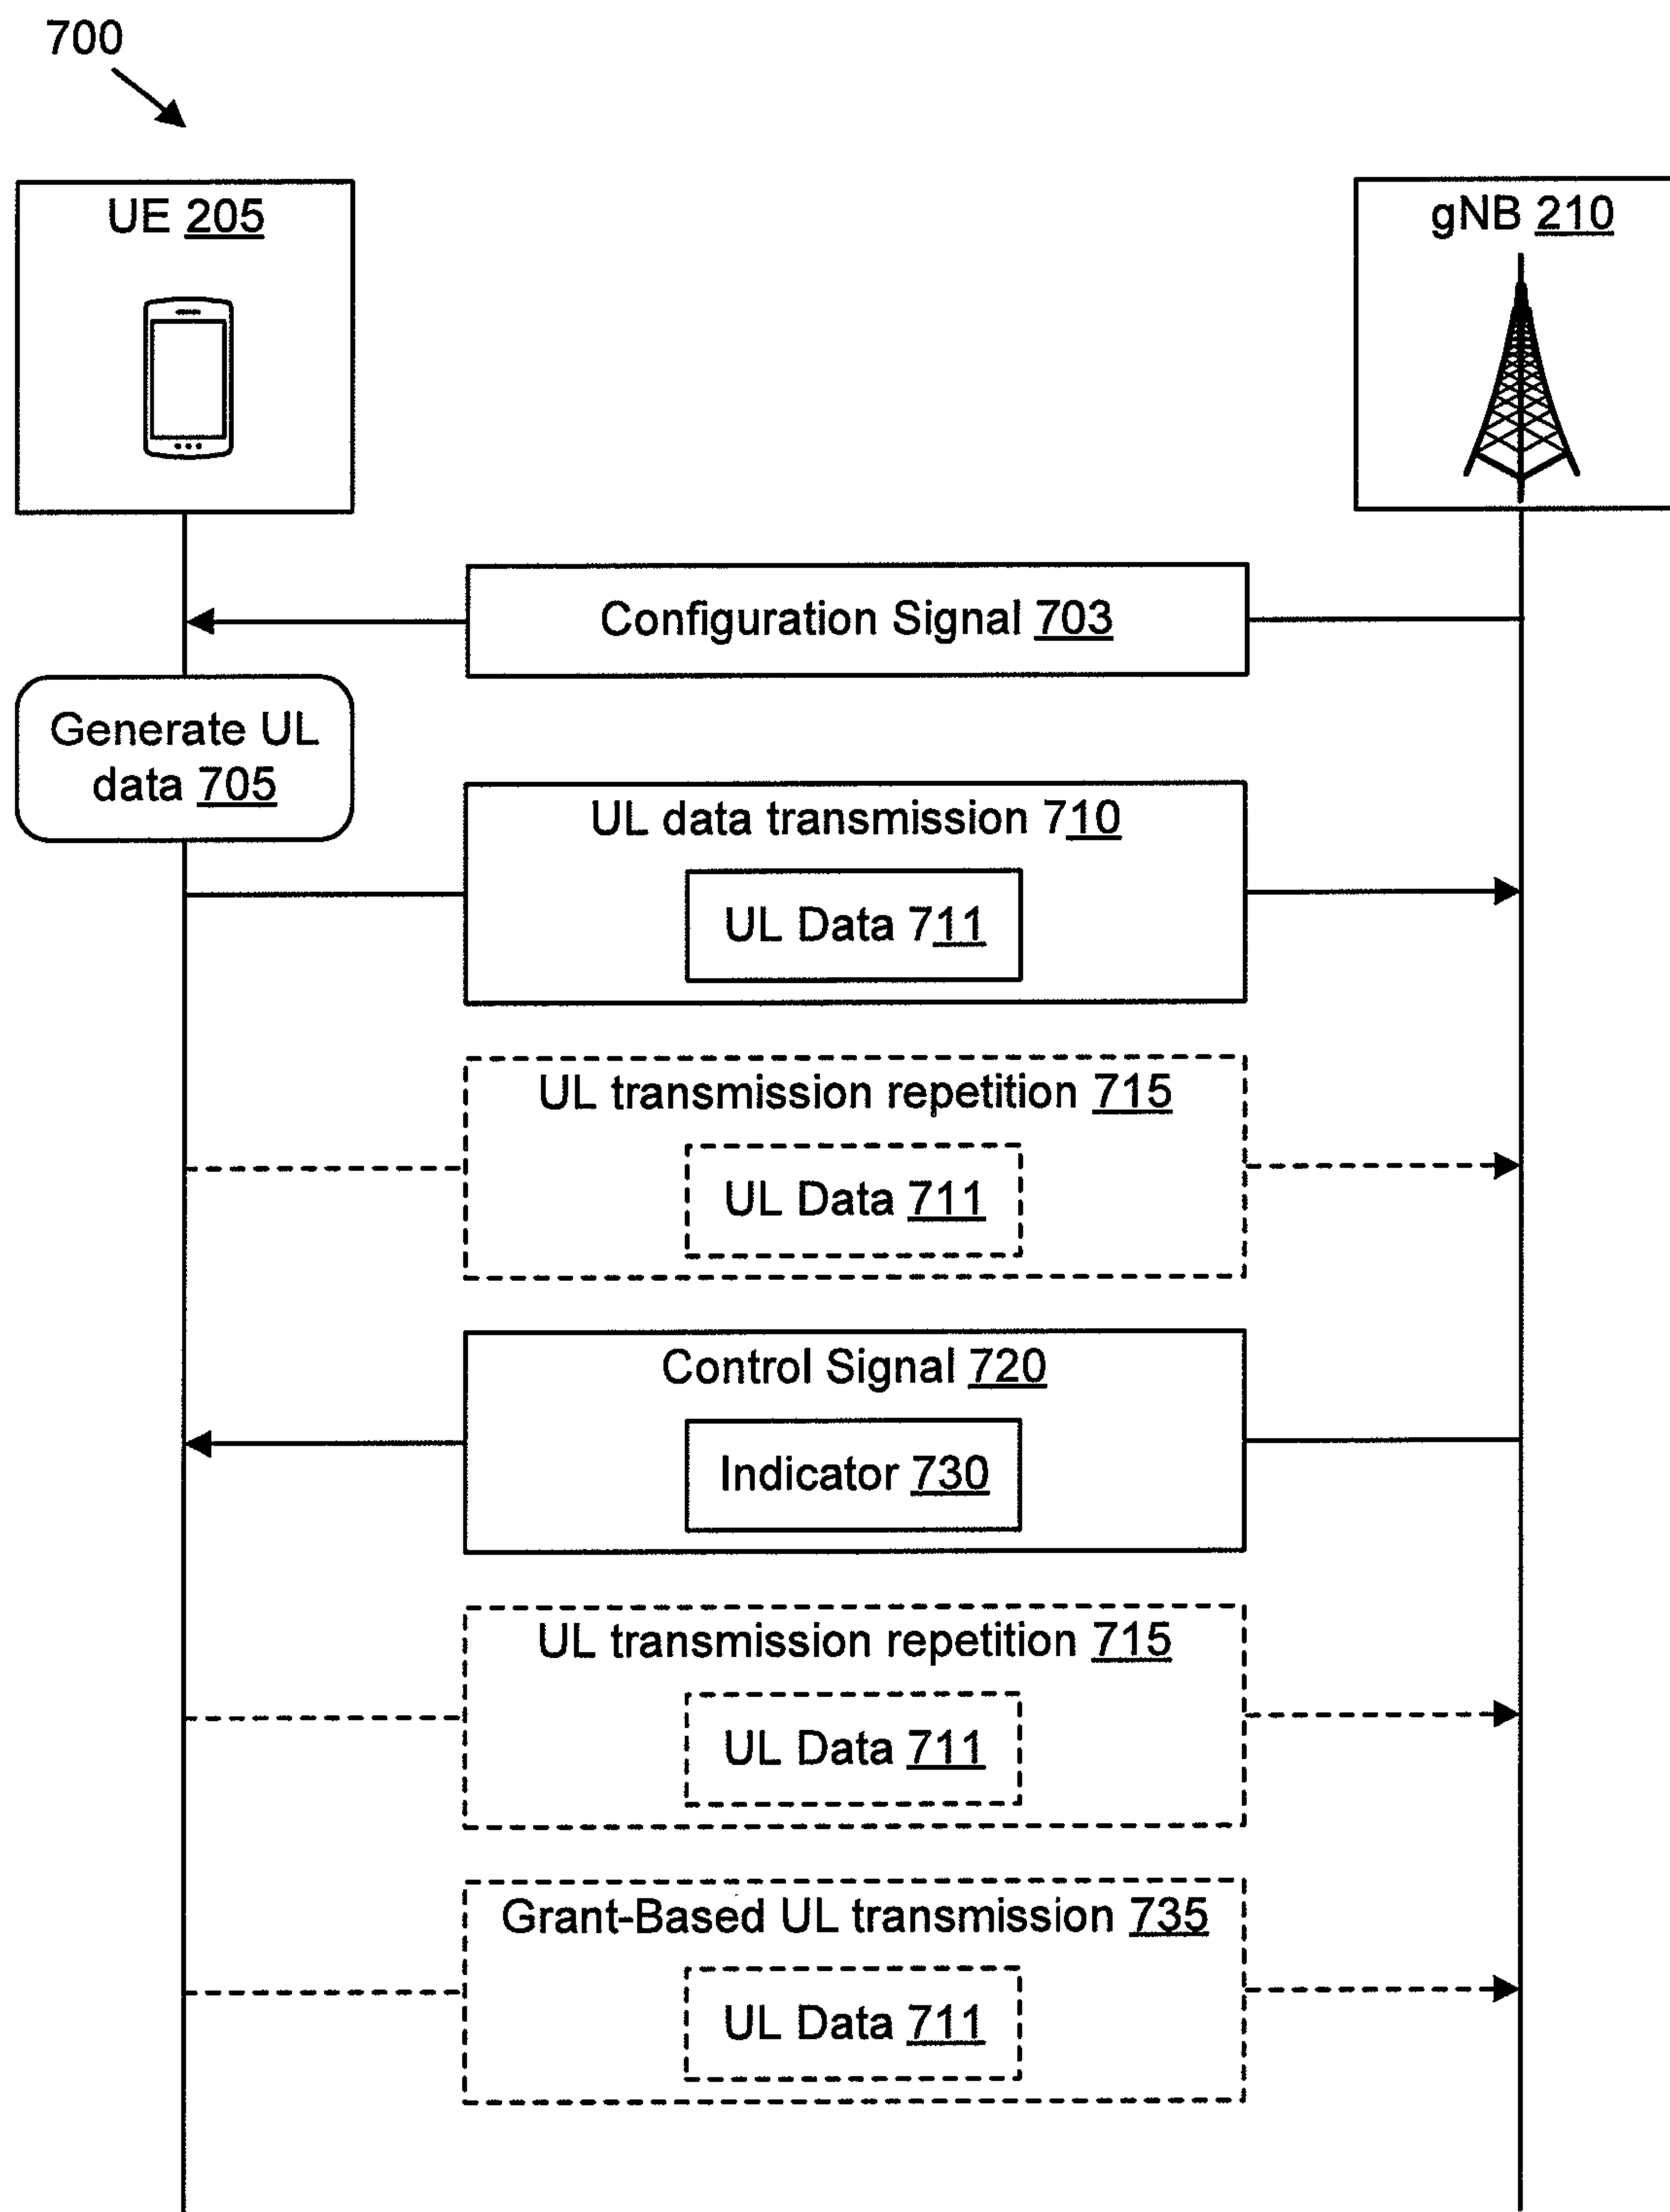 700
UE 205
gNB 210
Configuration Signal 703
Generate UL
data 705
UL data transmission 710
UL Data 711
UL transmission repetition 715
UL Data 711
Control Signal 720
Indicator 730
UL transmission repetition 715
UL Data 711
Grant-Based UL transmission 735
UL Data 711